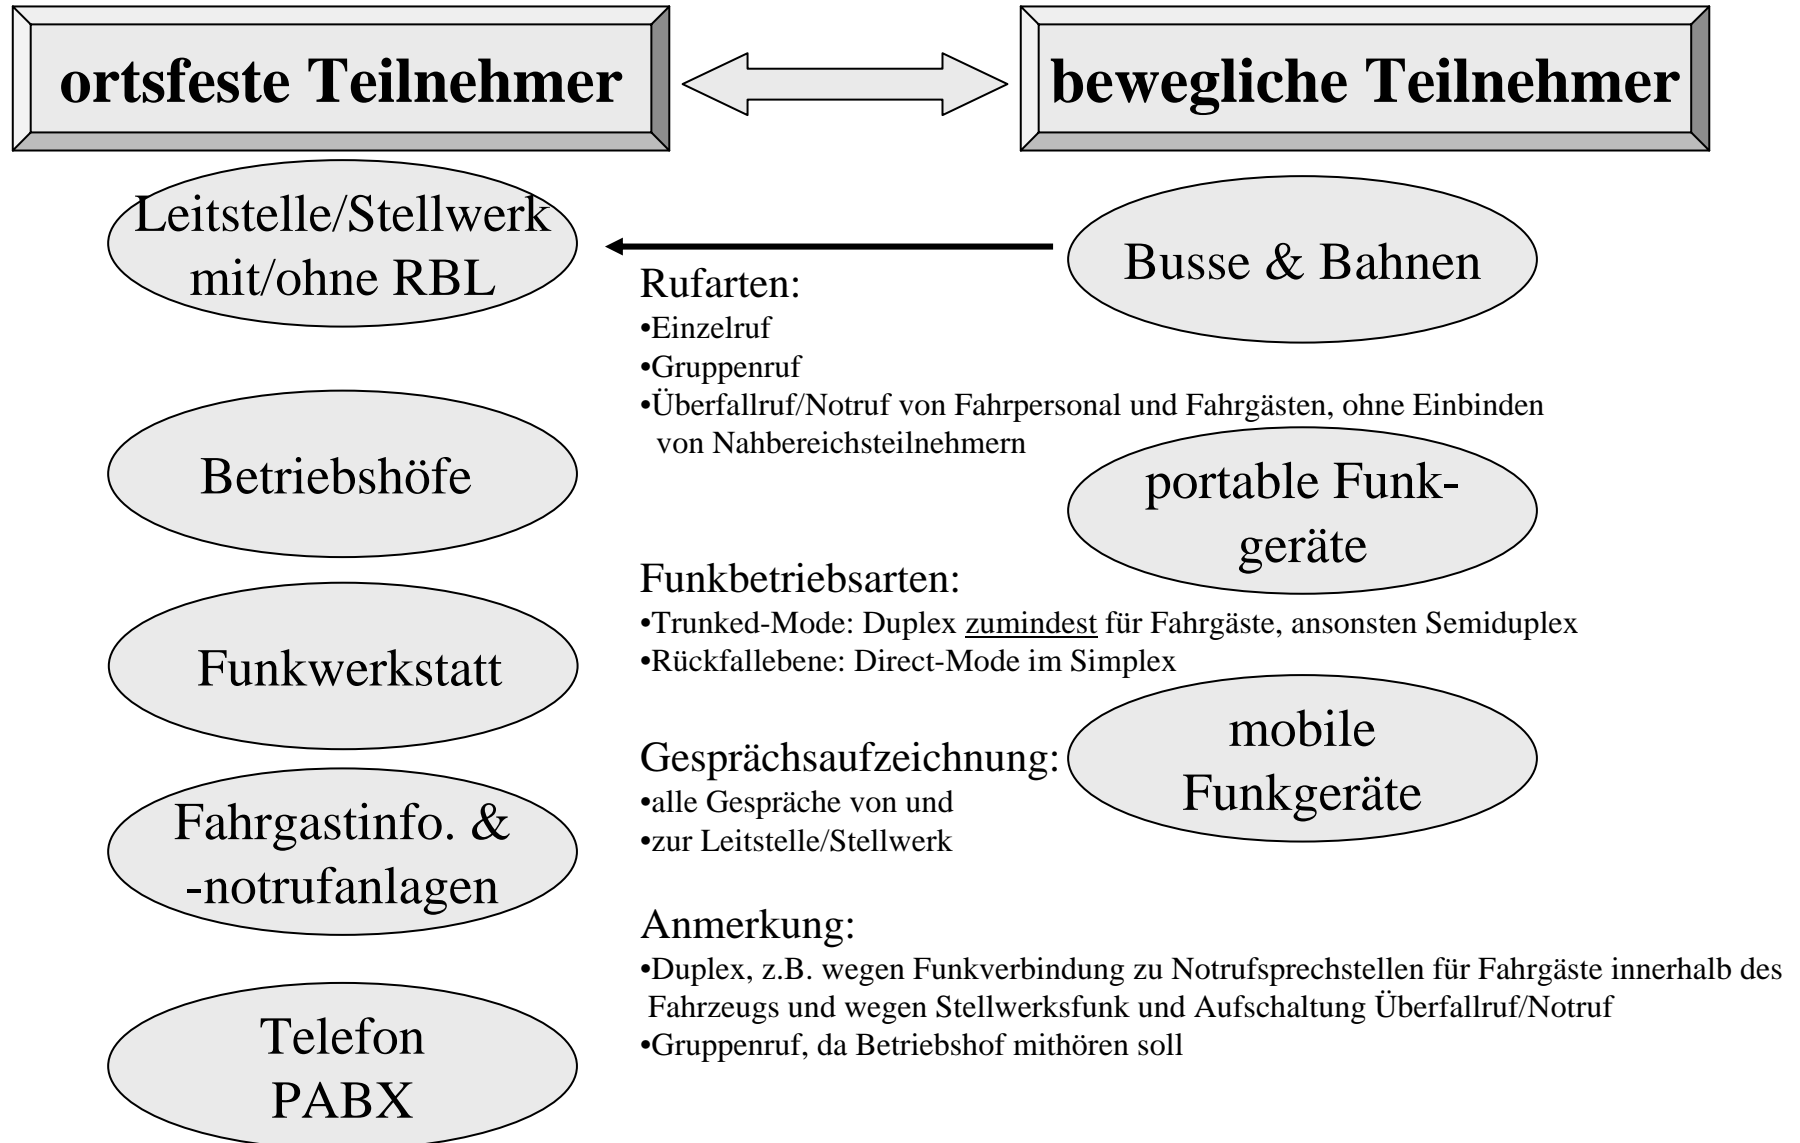 ortsfeste Teilnehmer
bewegliche Teilnehmer
Leitstelle/Stellwerk
mit/ohne RBL
Betriebshöfe
Funkwerkstatt
Fahrgastinfo. &
-notrufanlagen
Telefon
PABX
Rufarten:
•Einzelruf
•Gruppenruf
•Überfallruf/Notruf von Fahrpersonal und Fahrgästen, ohne Einbinden
von Nahbereichsteilnehmern
Funkbetriebsarten:
•Trunked-Mode: Duplex zumindest für Fahrgäste, ansonsten Semiduplex
•Rückfallebene: Direct-Mode im Simplex
Gesprächsaufzeichnung:
•alle Gespräche von und
•zur Leitstelle/Stellwerk
Anmerkung:
•Duplex, z.B. wegen Funkverbindung zu Notrufsprechstellen für Fahrgäste innerhalb des
Fahrzeugs und wegen Stellwerksfunk und Aufschaltung Überfallruf/Notruf
•Gruppenruf, da Betriebshof mithören soll
Busse & Bahnen
portable Funk-
geräte
mobile
Funkgeräte